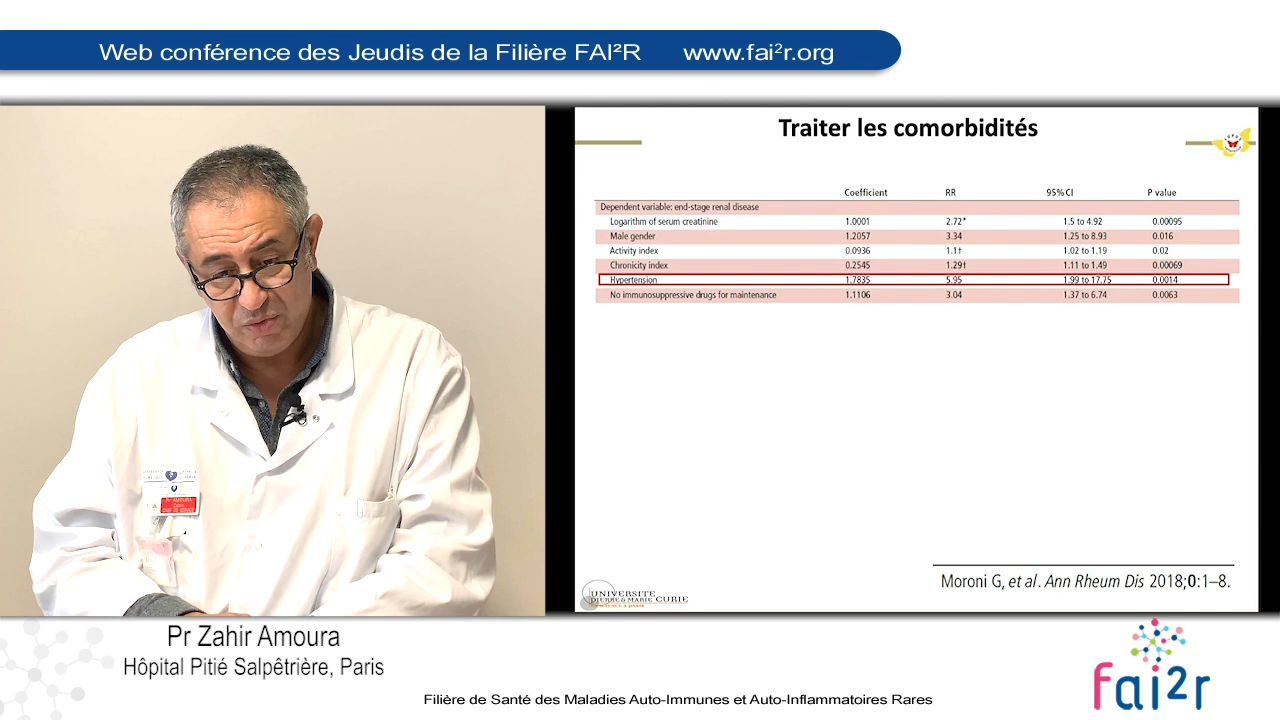 Web conférence des Jeudis de la Filière FAI²R www.fai²r.org
Traiter les comorbidités
Coefficient RR 95% CI P value
Dependent variable: end-stage renal disease
Logarithm of serum creatinine 1.0001 2.72* 1.5 to 4.92 0.00095
Male gender 1.2057 3.34 1.25 to 8.93 0.016
Activity index 0.0936 1.1† 1.02 to 1.19 0.02
Chronicity index 0.2545 1.29† 1.11 to 1.49 0.00069
Hypertension 1.7835 5.95 1.99 to 17.75 0.0014
No immunosuppressive drugs for maintenance 1.1106 3.04 1.37 to 6.74 0.0063
Moroni G, et al. Ann Rheum Dis 2018;0:1–8.
UNIVERSITE
PIERRE & MARIE CURIE
Pr AMOURA
Zahir
CHEF DE SERVICE
Pr Zahir Amoura
Hôpital Pitié Salpêtrière, Paris
fai2r
Filière de Santé des Maladies Auto-Immunes et Auto-Inflammatoires Rares